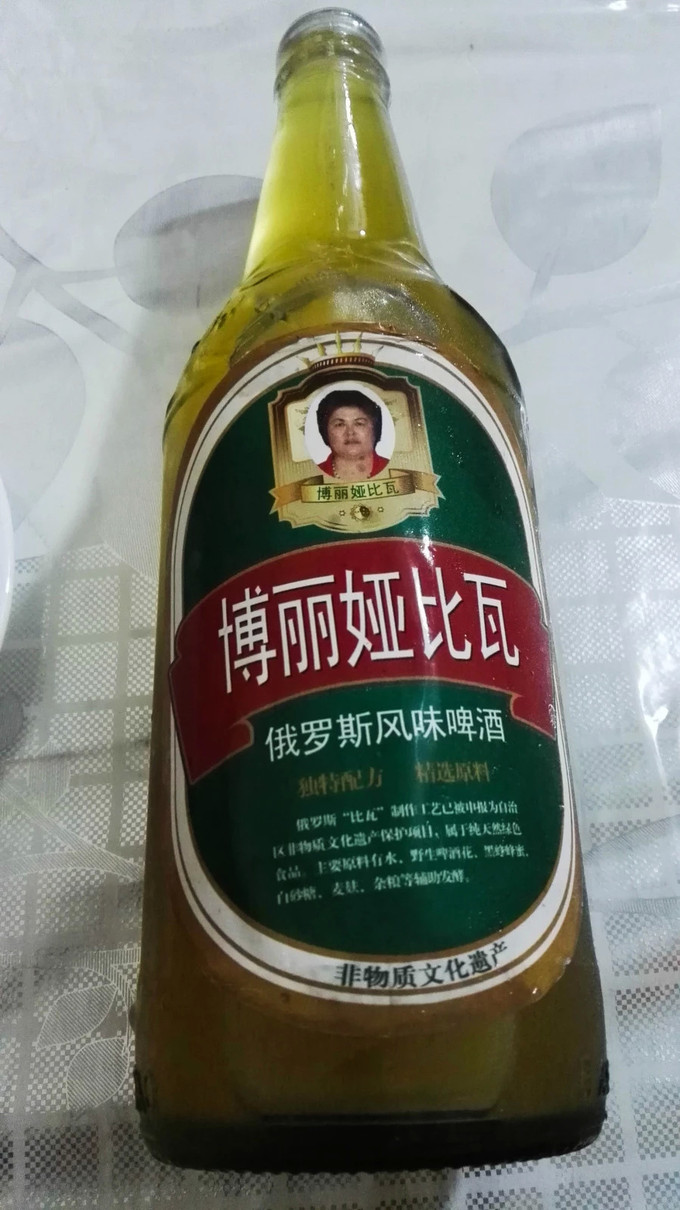 博丽娅比瓦
博丽娅比瓦
俄罗斯风味啤酒
独特配方 精选原料
俄罗斯“比瓦”制作工艺已被申报为自治
区非物质文化遗产保护项目，属于纯天然绿色
食品。主要原料有水、野生啤酒花、黑蜂蜂蜜、
白砂糖、麦麸、杂粮等辅助发酵。
非物质文化遗产